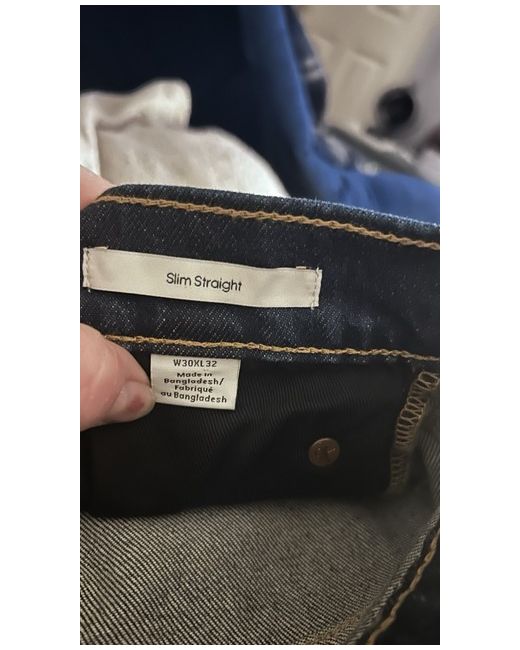 Slim Straight
W30XL32
Made in
Bangladesh/
Fabriqué
au Bangladesh